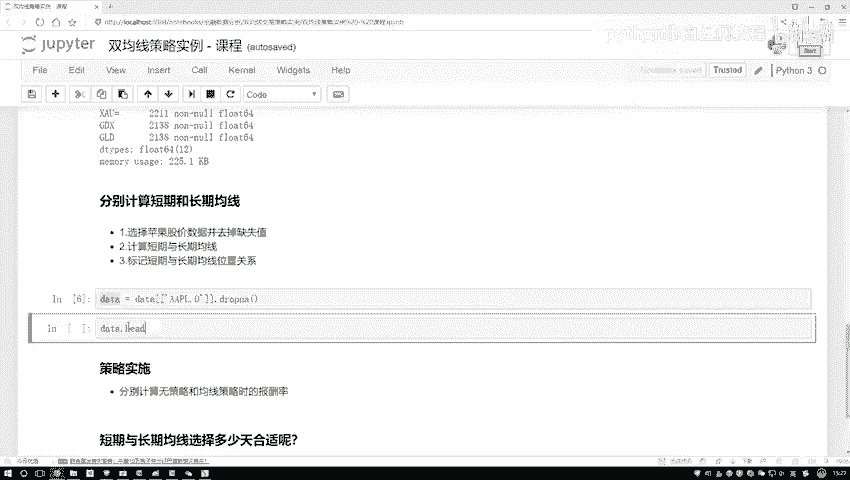 双均线策略实例 - 课程
jupyter 双均线策略实例 - 课程 (autosaved)
File Edit View Insert Cell Kernel Widgets Help
Trusted
Python 3
Code
XAU= 2211 non-null float64
GDX 2138 non-null float64
GLD 2138 non-null float64
dtypes: float64(12)
memory usage: 225.1 KB
分别计算短期和长期均线
1.选择苹果股价数据并去掉缺失值
2.计算短期与长期均线
3.标记短期与长期均线位置关系
In [6]: data = data[['AAPL.O']].dropna()
In [ ]: data.head
策略实施
分别计算无策略和均线策略时的报酬率
短期与长期均线选择多少天合适呢?